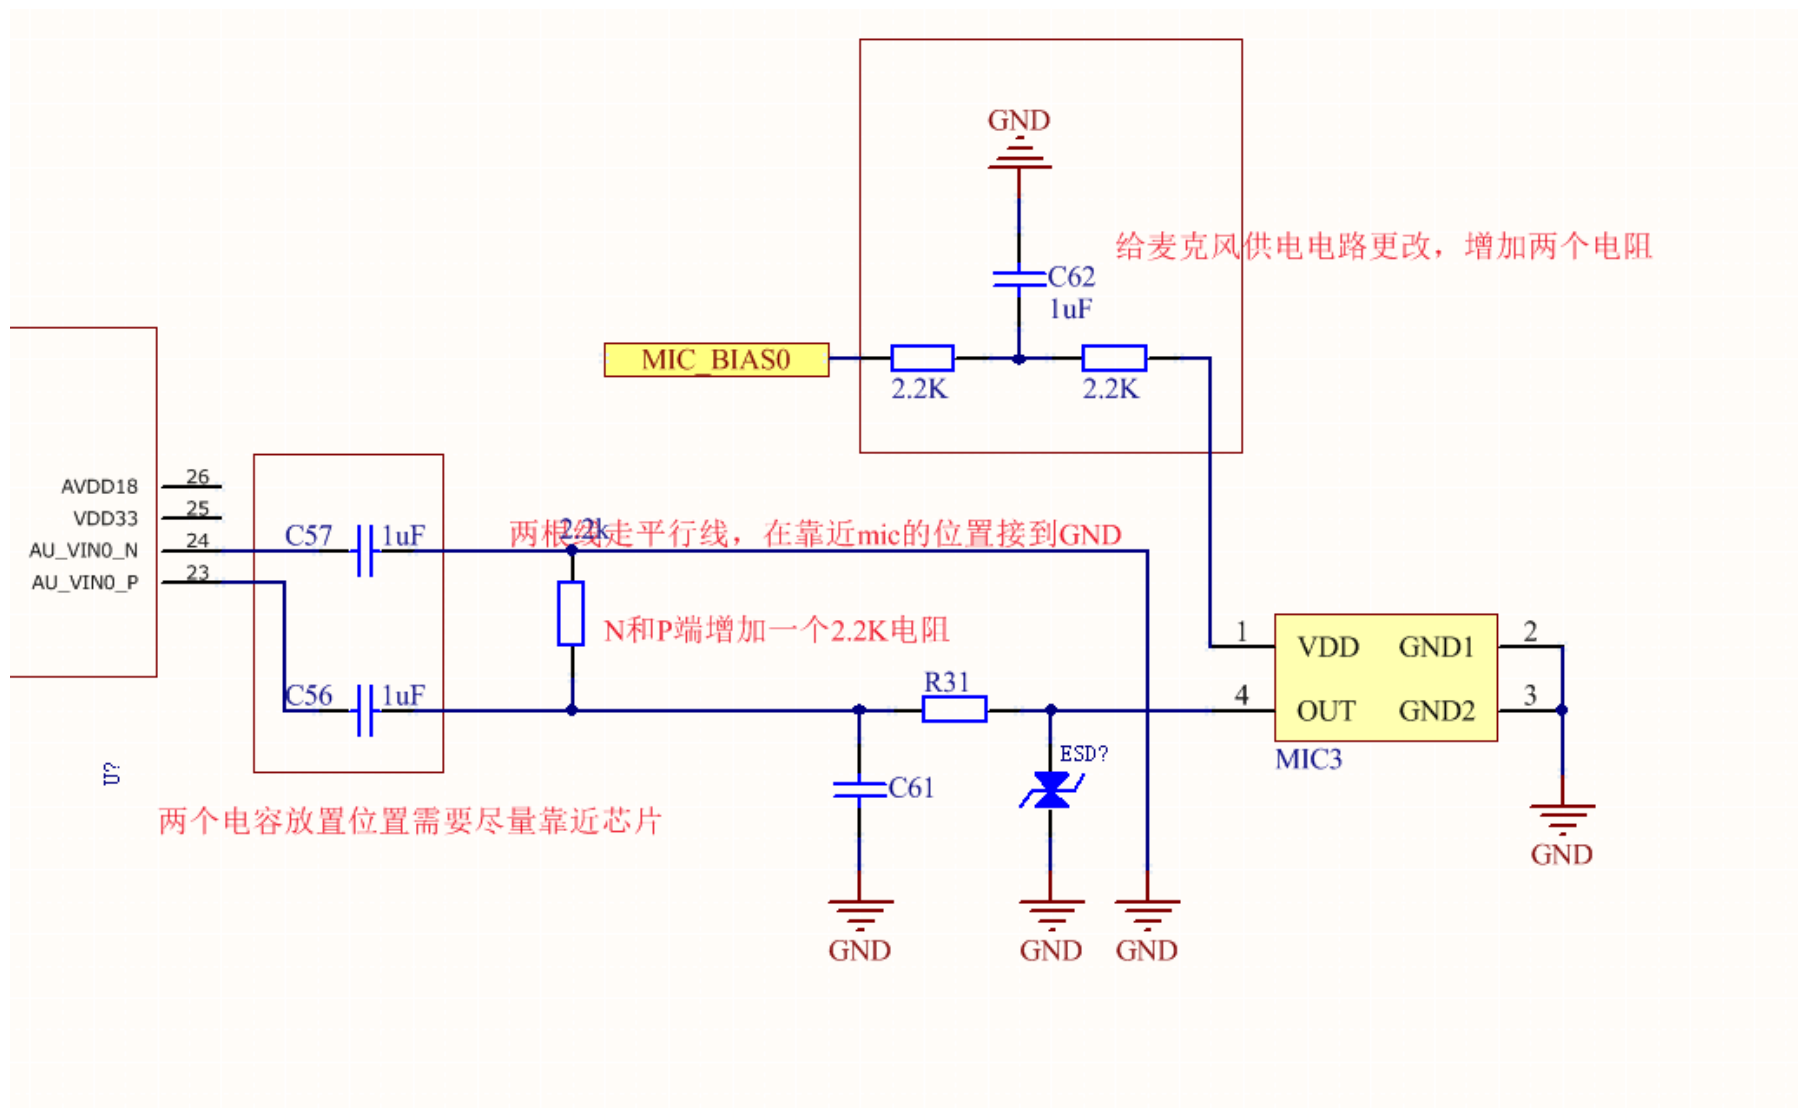 GND
给麦克风供电电路更改，增加两个电阻
C62
1uF
MIC_BIAS0
2.2K
2.2K
AVDD18
26
VDD33
25
AU_VIN0_N
24
AU_VIN0_P
23
C57
1uF
2.2k
两根线走平行线，在靠近mic的位置接到GND
N和P端增加一个2.2K电阻
C56
1uF
R31
1
VDD
GND1
2
4
OUT
GND2
3
MIC3
ESD?
C61
U?
两个电容放置位置需要尽量靠近芯片
GND
GND
GND
GND